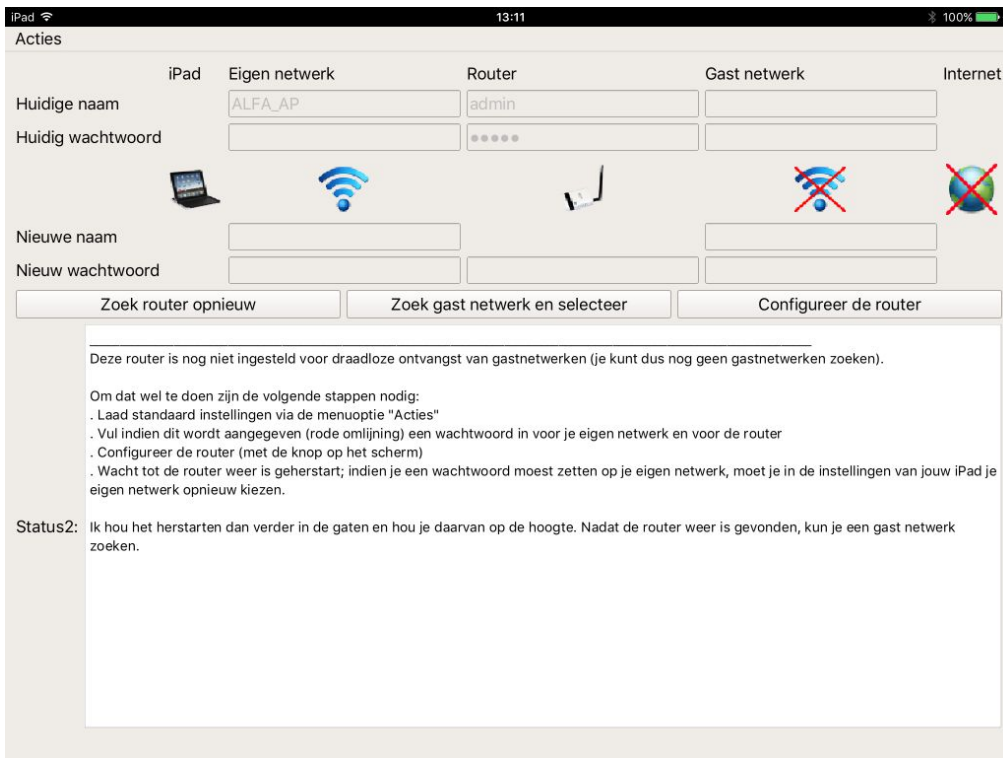 iPad 13:11 100%
Acties
iPad Eigen netwerk Router Gast netwerk Internet
Huidige naam ALFA_AP admin
Huidig wachtwoord •••••
Nieuwe naam
Nieuw wachtwoord
Zoek router opnieuw Zoek gast netwerk en selecteer Configureer de router
Deze router is nog niet ingesteld voor draadloze ontvangst van gastnetwerken (je kunt dus nog geen gastnetwerken zoeken).
Om dat wel te doen zijn de volgende stappen nodig:
. Laad standaard instellingen via de menuoptie "Acties"
. Vul indien dit wordt aangegeven (rode omlijning) een wachtwoord in voor je eigen netwerk en voor de router
. Configureer de router (met de knop op het scherm)
. Wacht tot de router weer is geherstart; indien je een wachtwoord moest zetten op je eigen netwerk, moet je in de instellingen van jouw iPad je
eigen netwerk opnieuw kiezen.
Status2: Ik hou het herstarten dan verder in de gaten en hou je daarvan op de hoogte. Nadat de router weer is gevonden, kun je een gast netwerk
zoeken.